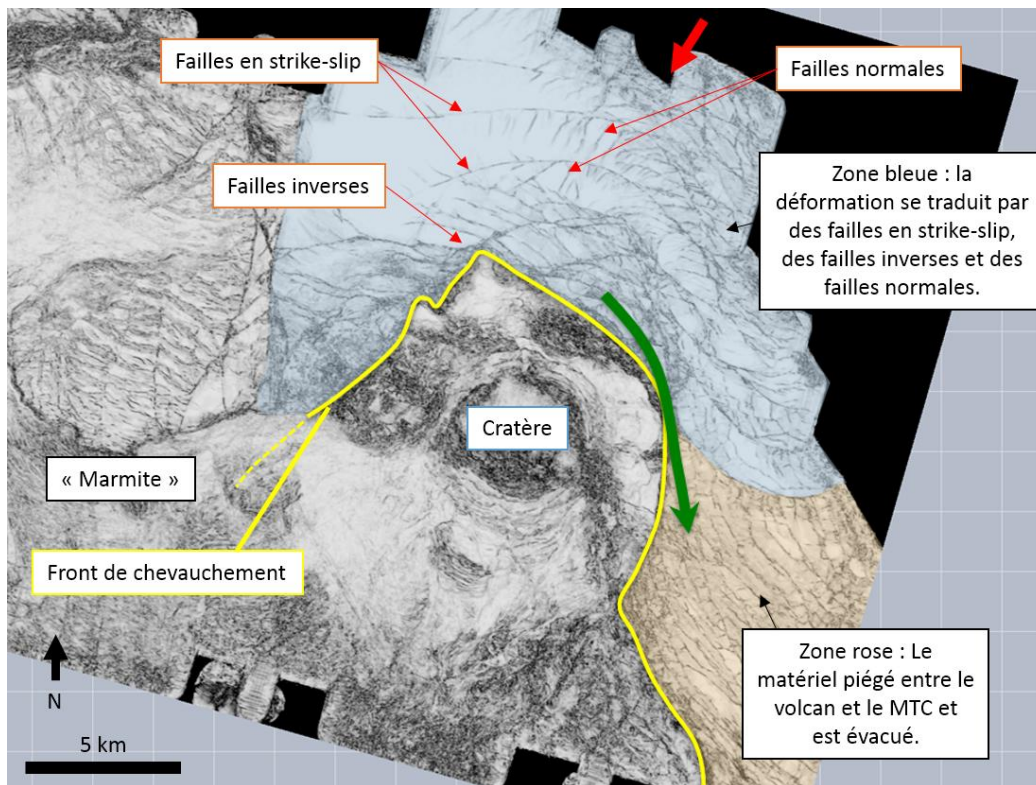 Failles en strike-slip
Failles normales
Failles inverses
Zone bleue : la
déformation se traduit par
des failles en strike-slip,
des failles inverses et des
failles normales.
Cratère
« Marmite »
Front de chevauchement
Zone rose : Le
matériel piégé entre le
volcan et le MTC et
est évacué.
N
5 km